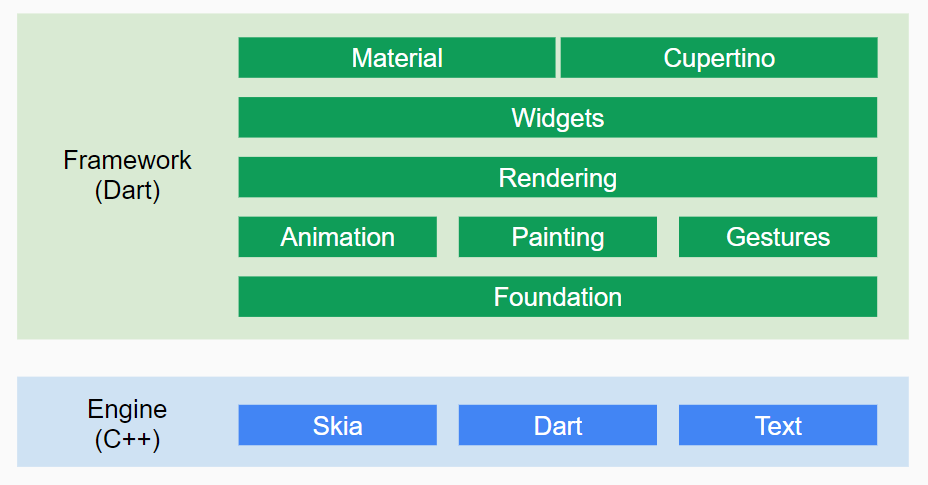 Material
Cupertino
Widgets
Framework
(Dart)
Rendering
Animation
Painting
Gestures
Foundation
Engine
(C++)
Skia
Dart
Text